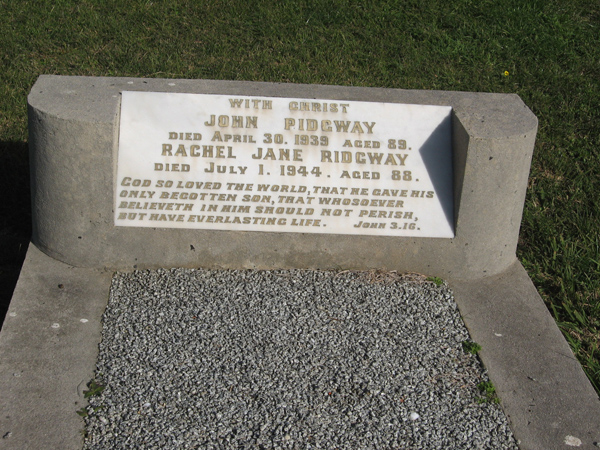 WITH CHRIST
JOHN RIDGWAY
DIED APRIL 30. 1939 AGED 89.
RACHEL JANE RIDGWAY
DIED JULY 1. 1944. AGED 88.
GOD SO LOVED THE WORLD, THAT HE GAVE HIS
ONLY BEGOTTEN SON, THAT WHOSOEVER
BELIEVETH IN HIM SHOULD NOT PERISH,
BUT HAVE EVERLASTING LIFE. JOHN 3.16.